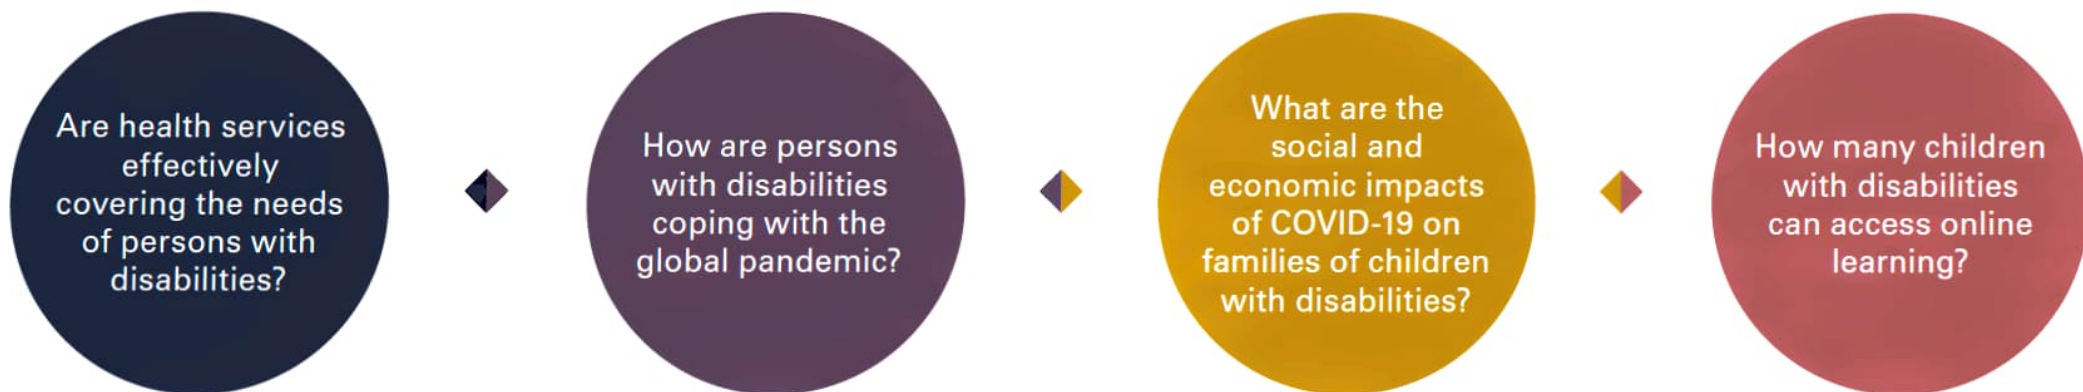 Are health services
effectively
covering the needs
of persons with
disabilities?
How are persons
with disabilities
coping with the
global pandemic?
What are the
social and
economic impacts
of COVID-19 on
families of children
with disabilities?
How many children
with disabilities
can access online
learning?